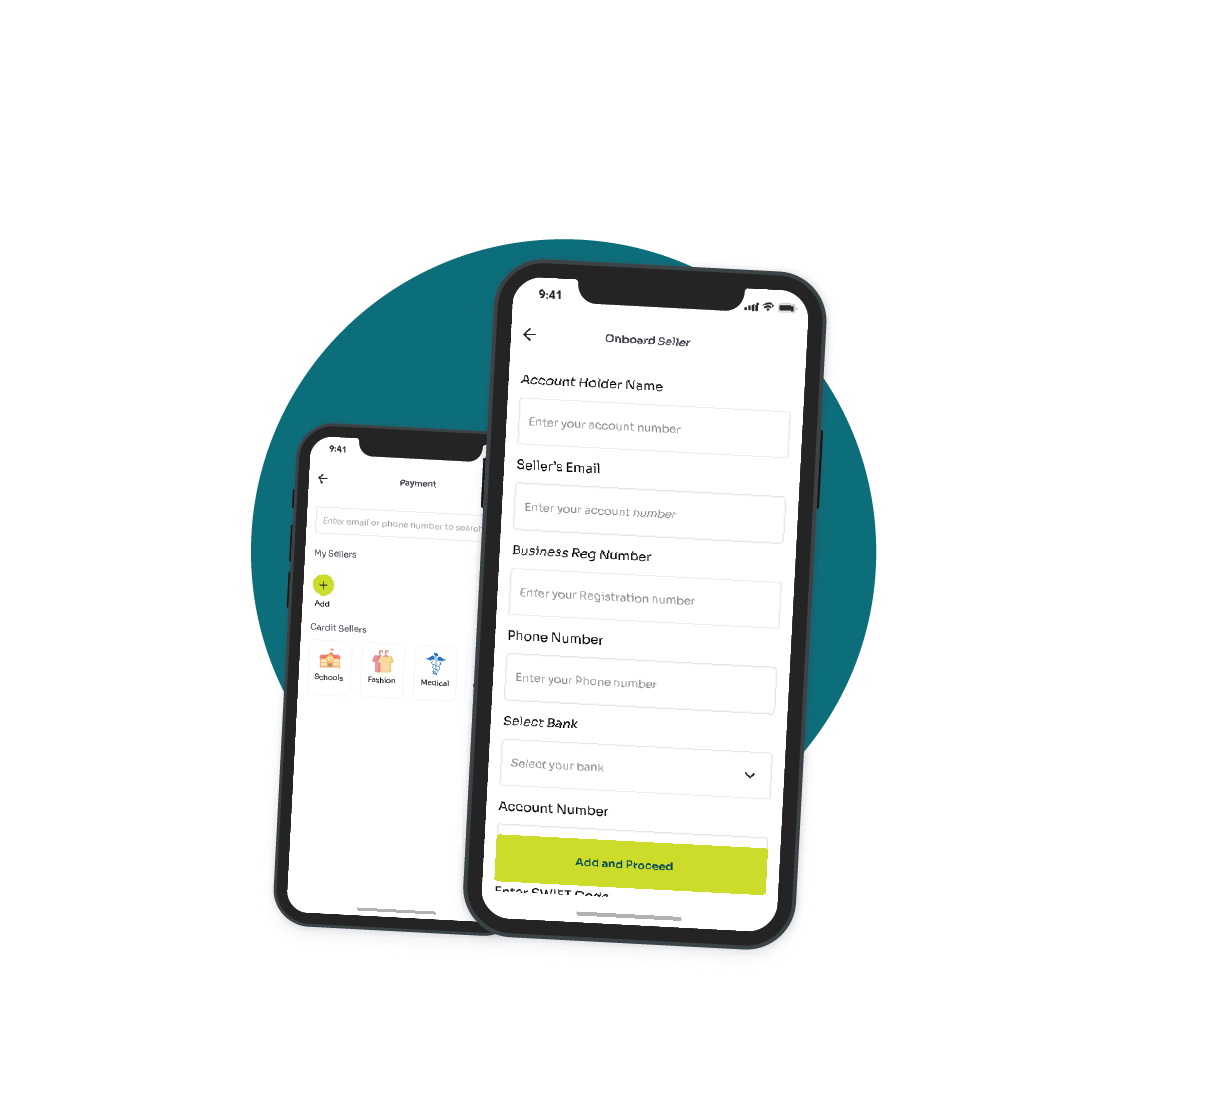 9:41
Payment
Enter email or phone number to search
My Sellers
Add
Cardit Sellers
Schools
Fashion
Medical
9:41
Onboard Seller
Account Holder Name
Enter your account number
Seller's Email
Enter your account number
Business Reg Number
Enter your Registration number
Phone Number
Enter your Phone number
Select Bank
Select your bank
Account Number
Add and Proceed
Enter SWIFT Code